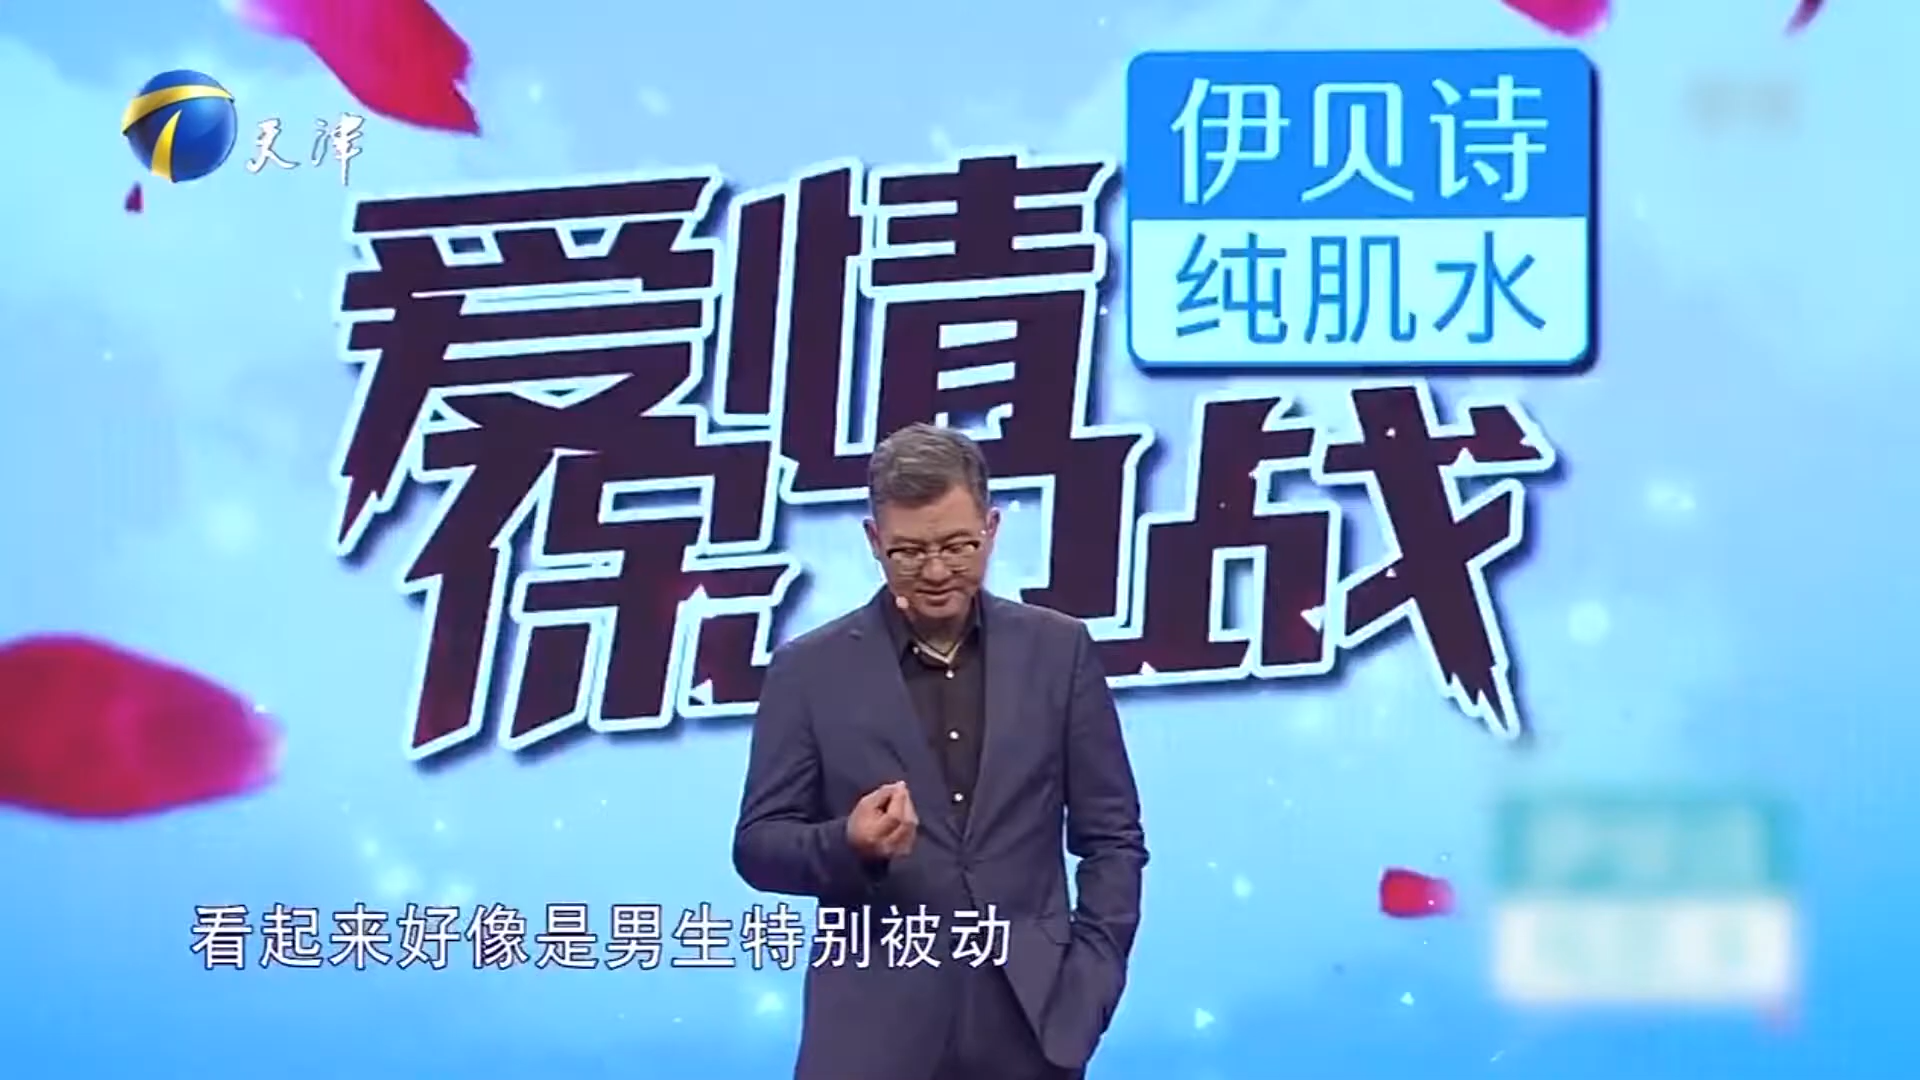 天津
伊贝诗
纯肌水
爱情
保卫战
看起来好像是男生特别被动